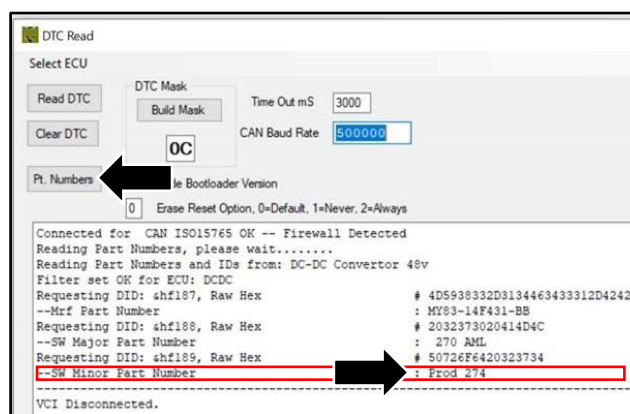 DTC Read
Select ECU
Read DTC
DTC Mask
Build Mask
Time Out mS
3000
Clear DTC
0C
CAN Baud Rate
500000
Pt. Numbers
Bootloader Version
0 Erase Reset Option, 0=Default, 1=Never, 2=Always
Connected for CAN ISO15765 OK -- Firewall Detected
Reading Part Numbers, please wait........
Reading Part Numbers and IDs from: DC-DC Convertor 48v
Filter set OK for ECU: DCDC
Requesting DID: &hf187, Raw Hex # 4D5938332D3134463433312D4242
--Mrf Part Number : MY83-14F431-BB
Requesting DID: &hf188, Raw Hex # 2032373020414D4C
--SW Major Part Number : 270 AML
Requesting DID: &hf189, Raw Hex # 50726F6420323734
--SW Minor Part Number : Prod 274
VCI Disconnected.